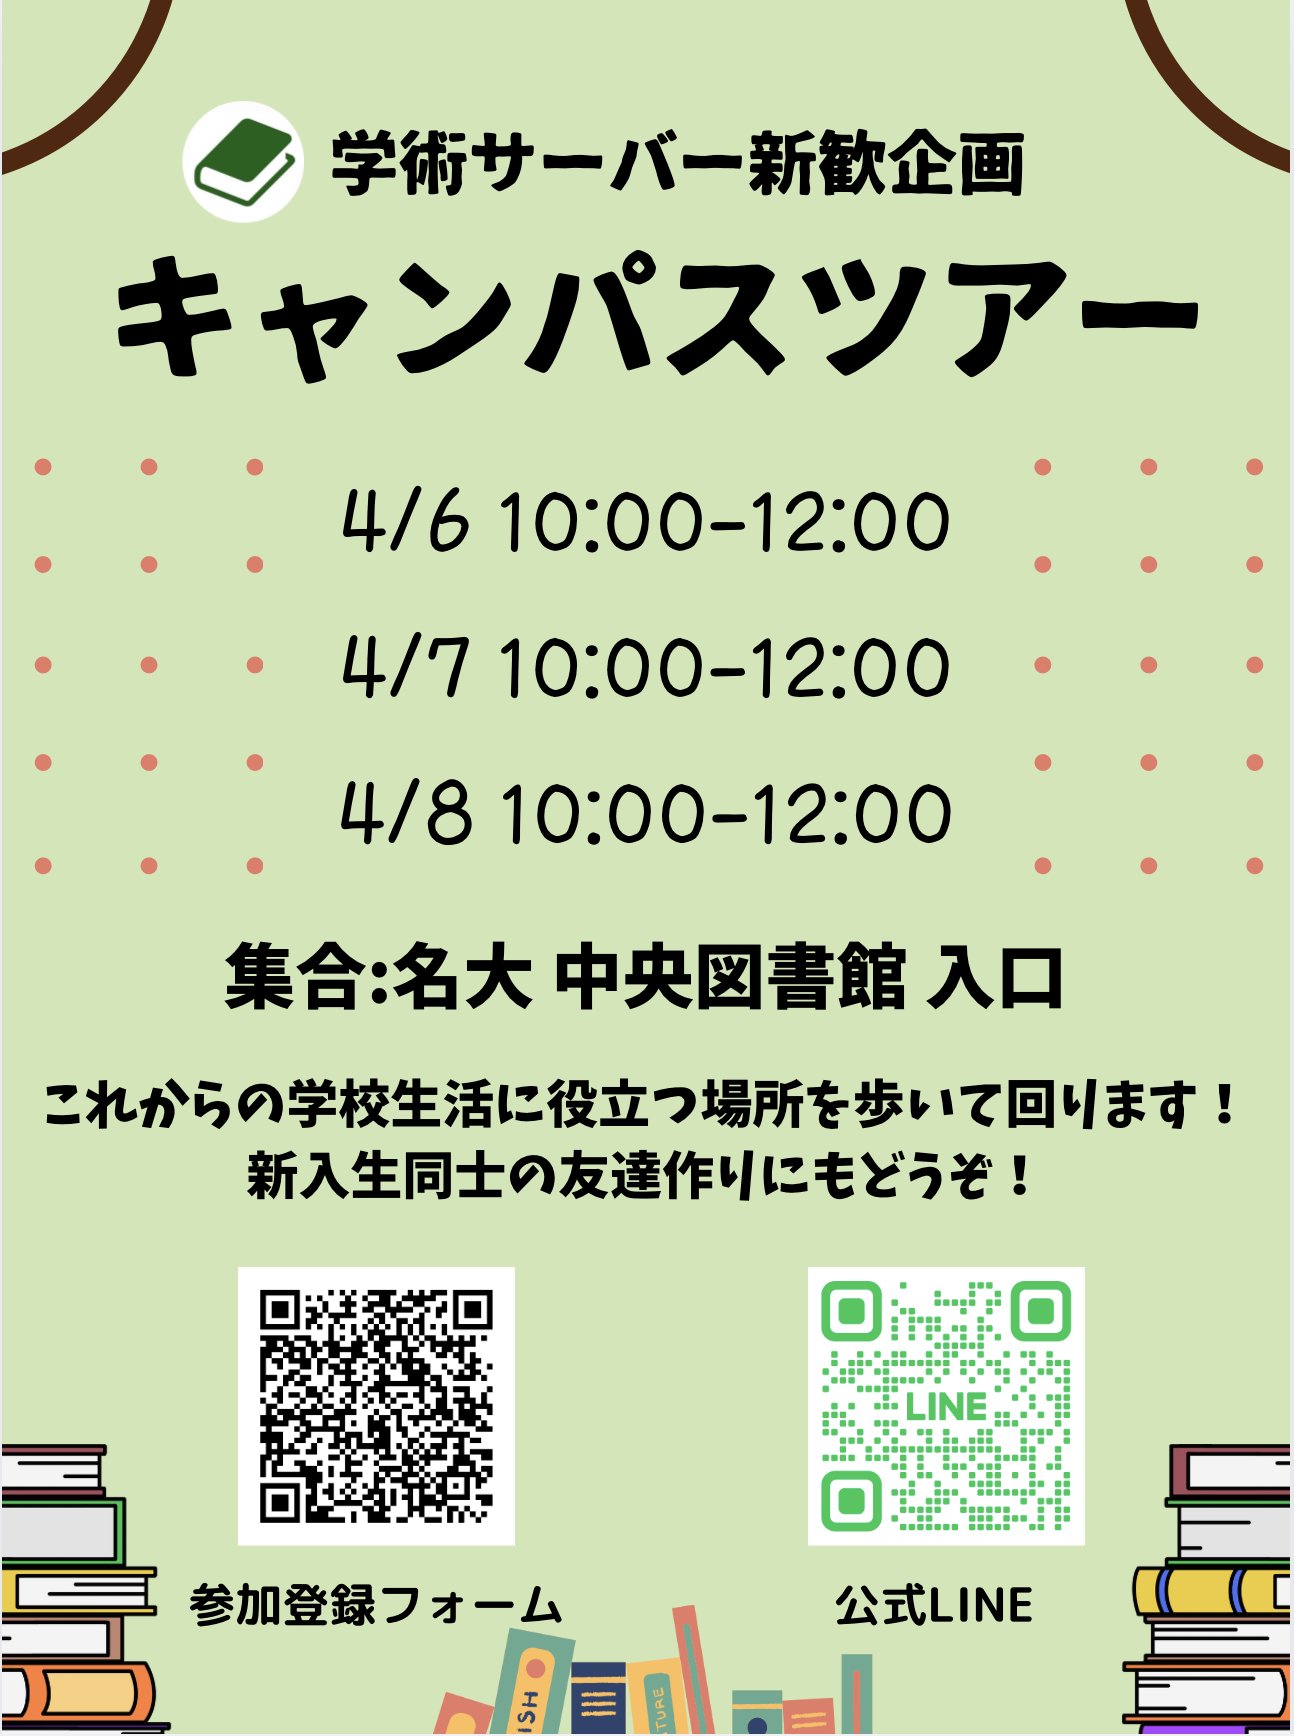 学術サーバー新歓企画
キャンパスツアー
4/6 10:00-12:00
4/7 10:00-12:00
4/8 10:00-12:00
集合:名大 中央図書館 入口
これからの学校生活に役立つ場所を歩いて回ります！
新入生同士の友達作りにもどうぞ！
LINE
参加登録フォーム
公式LINE
ISH
TURE